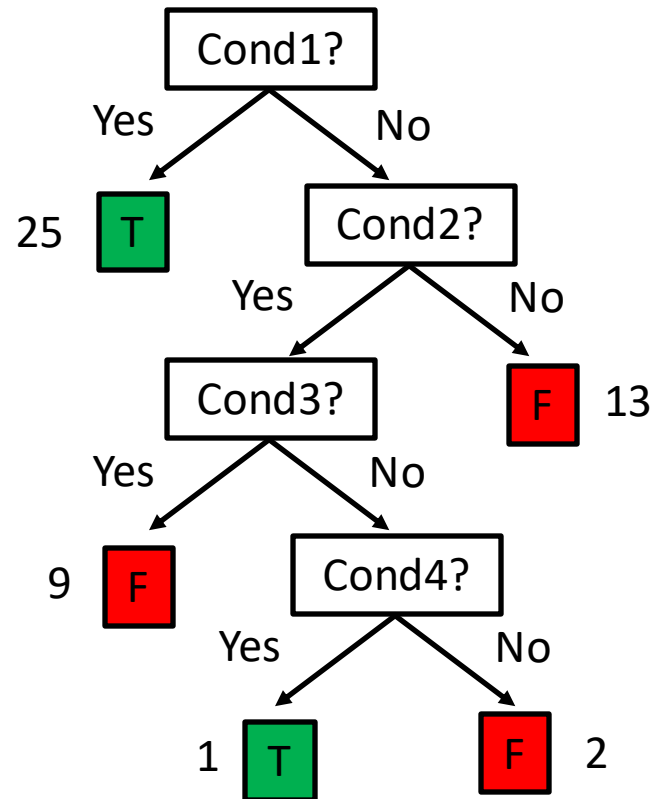 Cond1?
Yes
No
25
T
Cond2?
Yes
No
Cond3?
F
13
Yes
No
9
F
Cond4?
Yes
No
1
T
F
2